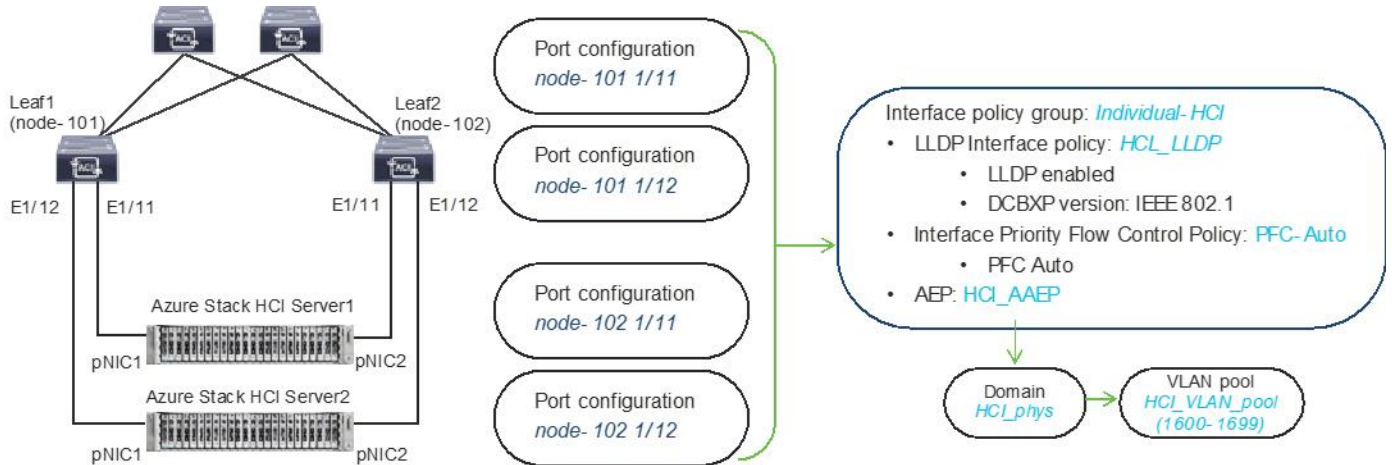 ACI
ACI
Leaf1
(node-101)
Leaf2
(node-102)
ACI
ACI
E1/12
E1/11
E1/11
E1/12
Azure Stack HCI Server1
pNIC1
pNIC2
Azure Stack HCI Server2
pNIC1
pNIC2
Port configuration
node-101 1/11
Port configuration
node-101 1/12
Port configuration
node-102 1/11
Port configuration
node-102 1/12
Interface policy group: Individual-HCI
• LLDP Interface policy: HCL_LLDP
• LLDP enabled
• DCBXP version: IEEE 802.1
• Interface Priority Flow Control Policy: PFC-Auto
• PFC Auto
• AEP: HCI_AAEP
Domain
HCI_phys
VLAN pool
HCI_VLAN_pool
(1600-1699)